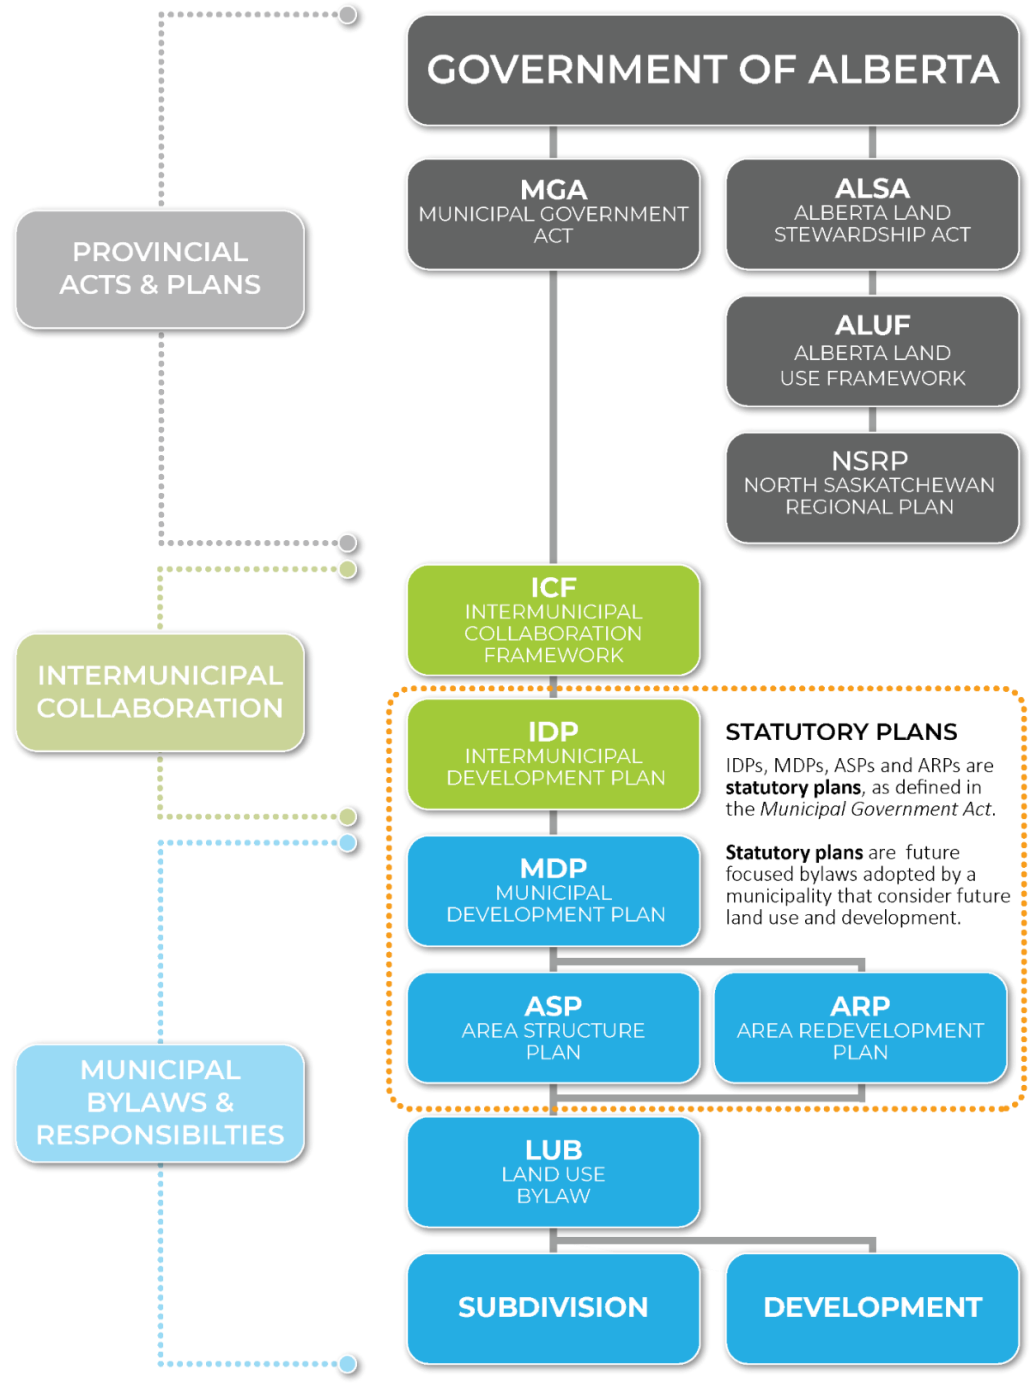 GOVERNMENT OF ALBERTA
MGA
MUNICIPAL GOVERNMENT
ACT
ALSA
ALBERTA LAND
STEWARDSHIP ACT
PROVINCIAL
ACTS & PLANS
ALUF
ALBERTA LAND
USE FRAMEWORK
NSRP
NORTH SASKATCHEWAN
REGIONAL PLAN
ICF
INTERMUNICIPAL
COLLABORATION
FRAMEWORK
INTERMUNICIPAL
COLLABORATION
IDP
INTERMUNICIPAL
DEVELOPMENT PLAN
STATUTORY PLANS
IDPs, MDPs, ASPs and ARPs are
statutory plans, as defined in
the Municipal Government Act.
Statutory plans are future
focused bylaws adopted by a
municipality that consider future
land use and development.
MDP
MUNICIPAL
DEVELOPMENT PLAN
ASP
AREA STRUCTURE
PLAN
ARP
AREA REDEVELOPMENT
PLAN
MUNICIPAL
BYLAWS &
RESPONSIBILTIES
LUB
LAND USE
BYLAW
SUBDIVISION
DEVELOPMENT